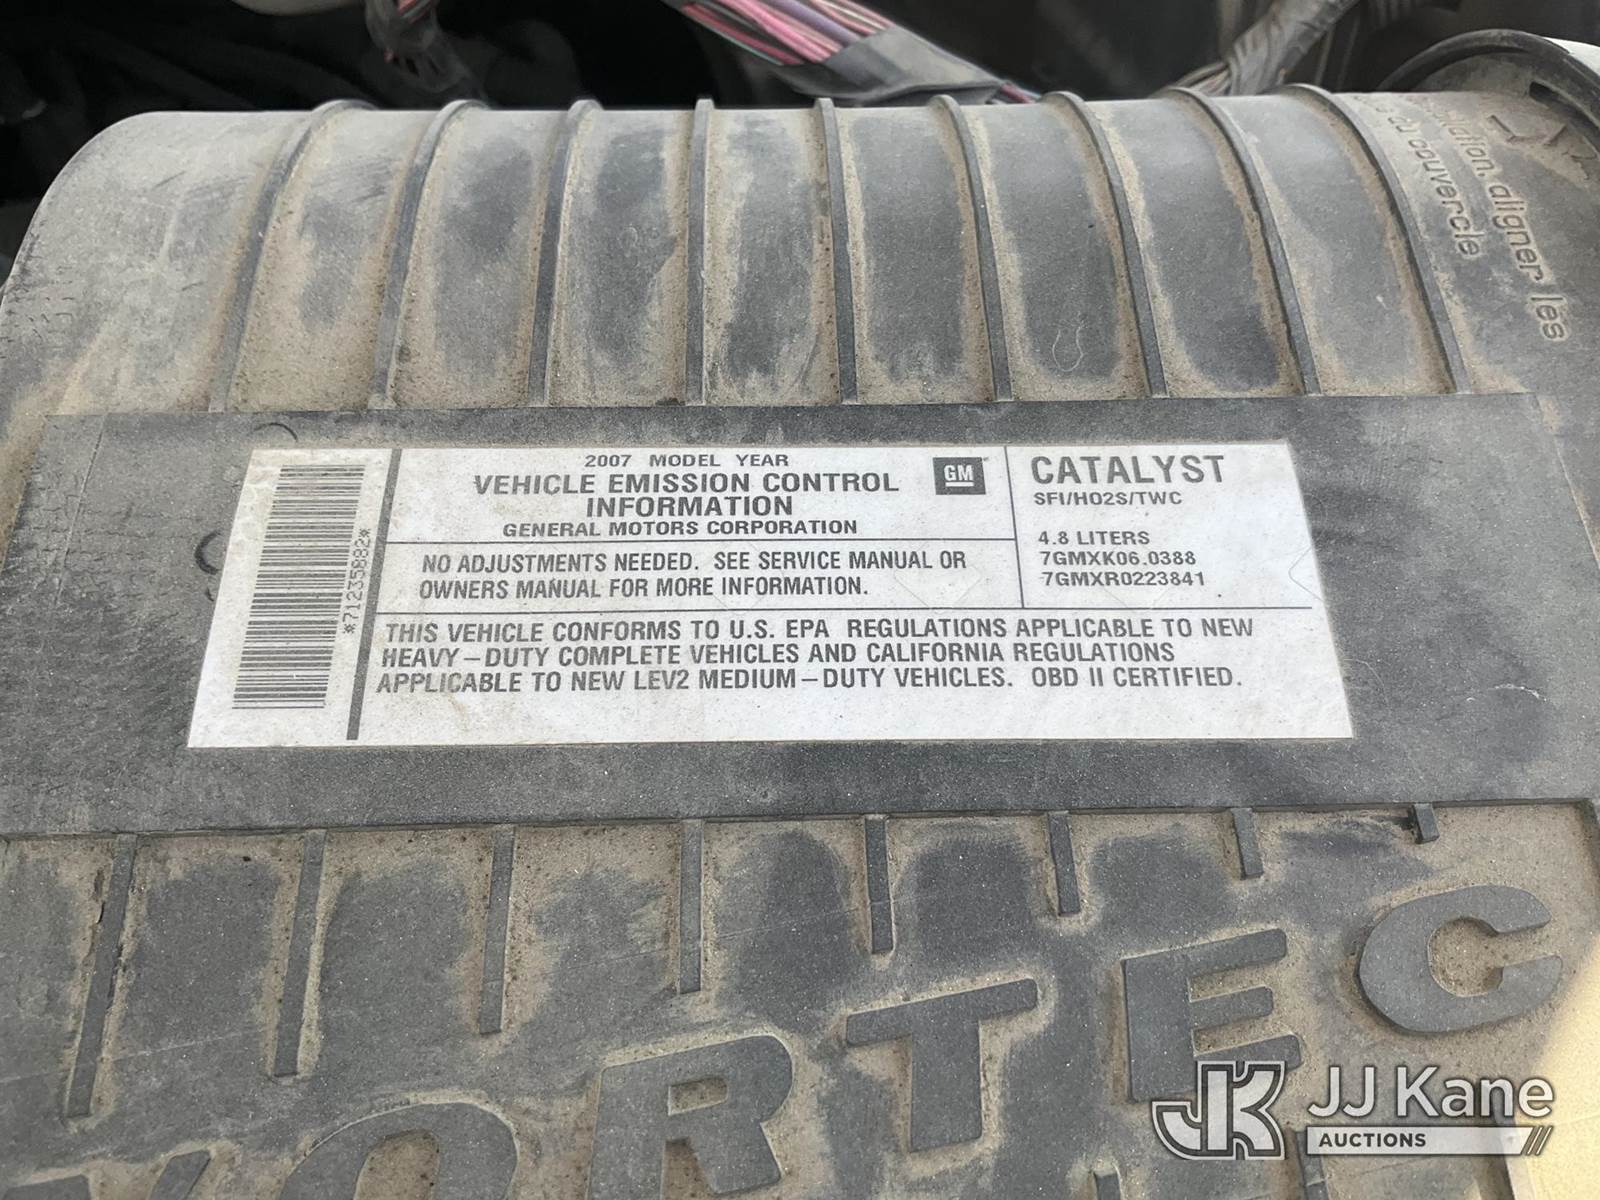 couvercle
aligner les
*71235882*
2007 MODEL YEAR
VEHICLE EMISSION CONTROL
INFORMATION
GENERAL MOTORS CORPORATION
GM
NO ADJUSTMENTS NEEDED. SEE SERVICE MANUAL OR
OWNERS MANUAL FOR MORE INFORMATION.
CATALYST
SFI/HO2S/TWC
4.8 LITERS
7GMXK06.0388
7GMXR0223841
THIS VEHICLE CONFORMS TO U.S. EPA REGULATIONS APPLICABLE TO NEW
HEAVY-DUTY COMPLETE VEHICLES AND CALIFORNIA REGULATIONS
APPLICABLE TO NEW LEV2 MEDIUM-DUTY VEHICLES. OBD II CERTIFIED.
VORTEC
JK JJ Kane
AUCTIONS